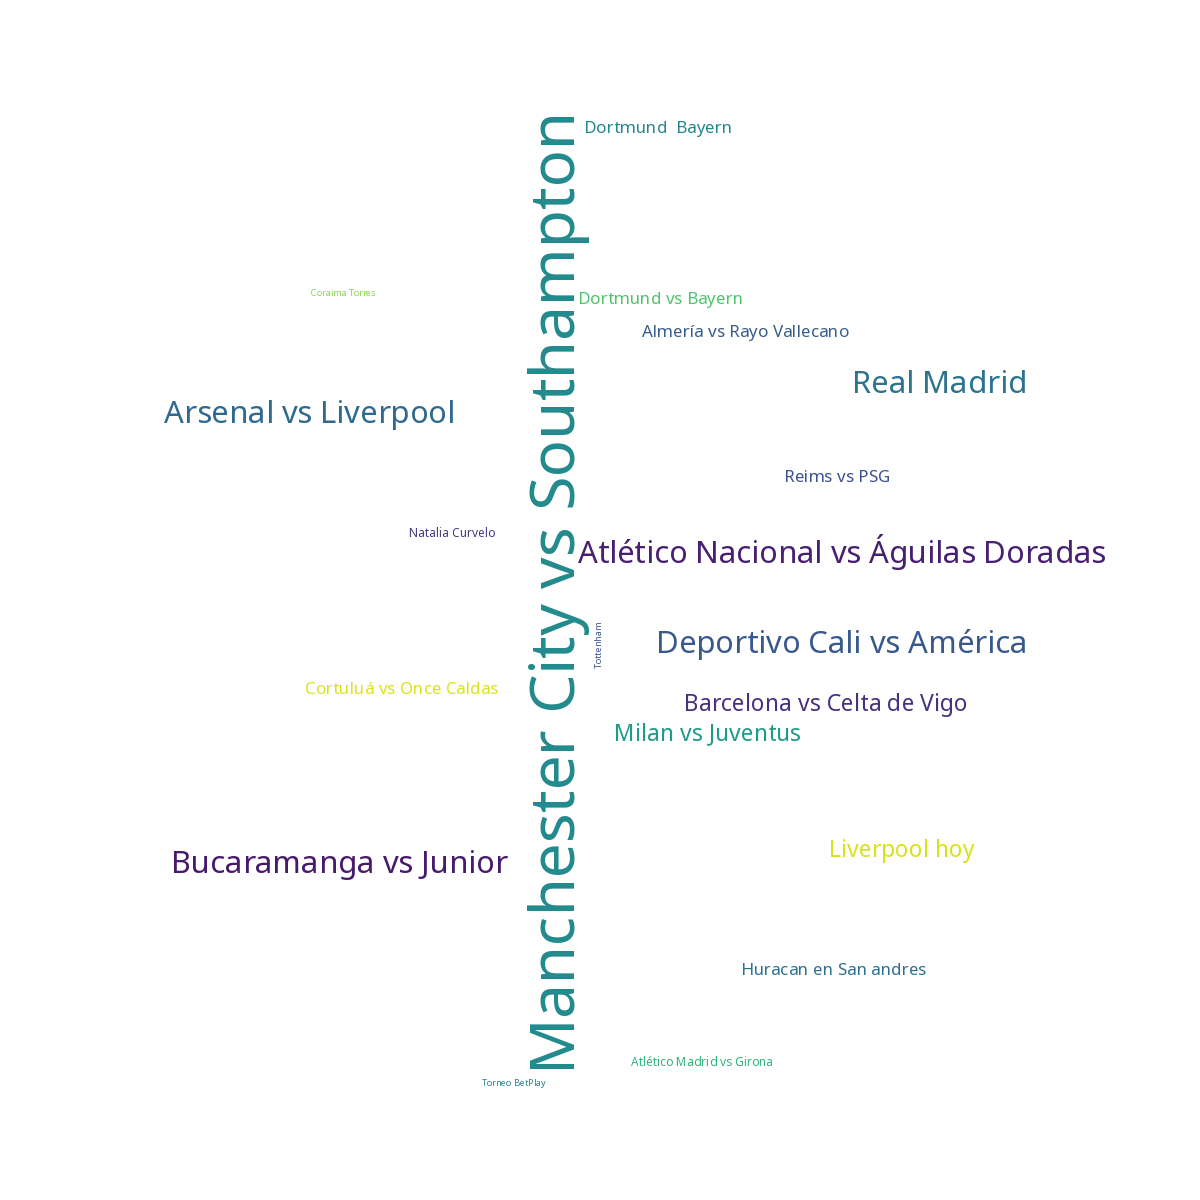 Dortmund  Bayern
Manchester City vs Southampton
Coraima Torres
Dortmund vs Bayern
Almería vs Rayo Vallecano
Real Madrid
Arsenal vs Liverpool
Reims vs PSG
Natalia Curvelo
Atlético Nacional vs Águilas Doradas
Tottenham
Deportivo Cali vs América
Cortuluá vs Once Caldas
Barcelona vs Celta de Vigo
Milan vs Juventus
Liverpool hoy
Bucaramanga vs Junior
Huracan en San andres
Atlético Madrid vs Girona
Torneo BetPlay